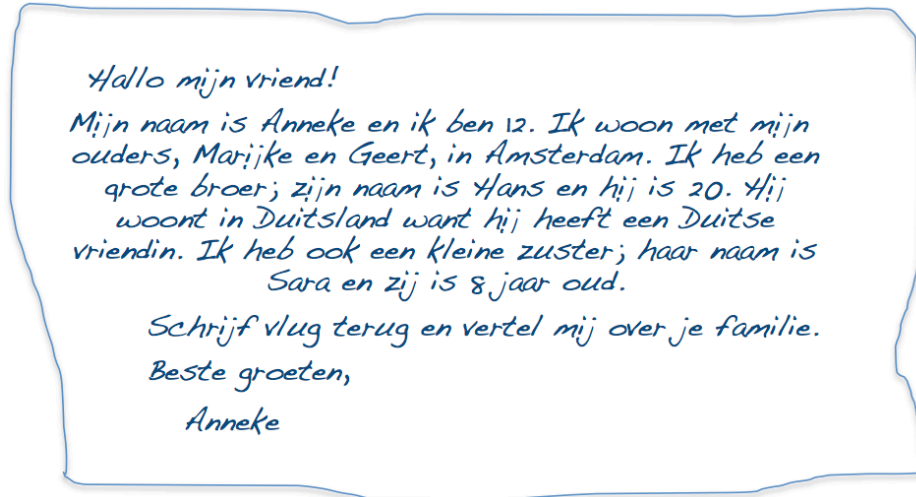 Hallo mijn vriend!
Mijn naam is Anneke en ik ben 12. Ik woon met mijn
ouders, Marijke en Geert, in Amsterdam. Ik heb een
grote broer; zijn naam is Hans en hij is 20. Hij
woont in Duitsland want hij heeft een Duitse
vriendin. Ik heb ook een kleine zuster; haar naam is
Sara en zij is 8 jaar oud.
Schrijf vlug terug en vertel mij over je familie.
Beste groeten,
Anneke